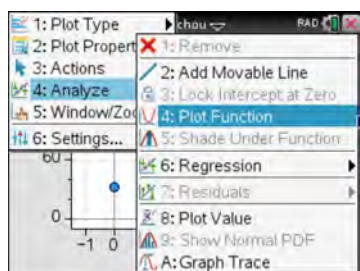 1: Plot Type
chou
RAD
2: Plot Propert
3: Actions
4: Analyze
5: Window/Zoo
6: Settings...
1: Remove
2: Add Movable Line
3: Lock Intercept at Zero
4: Plot Function
5: Shade Under Function
6: Regression
7: Residuals
8: Plot Value
9: Show Normal PDF
A: Graph Trace
60
0
-1 0